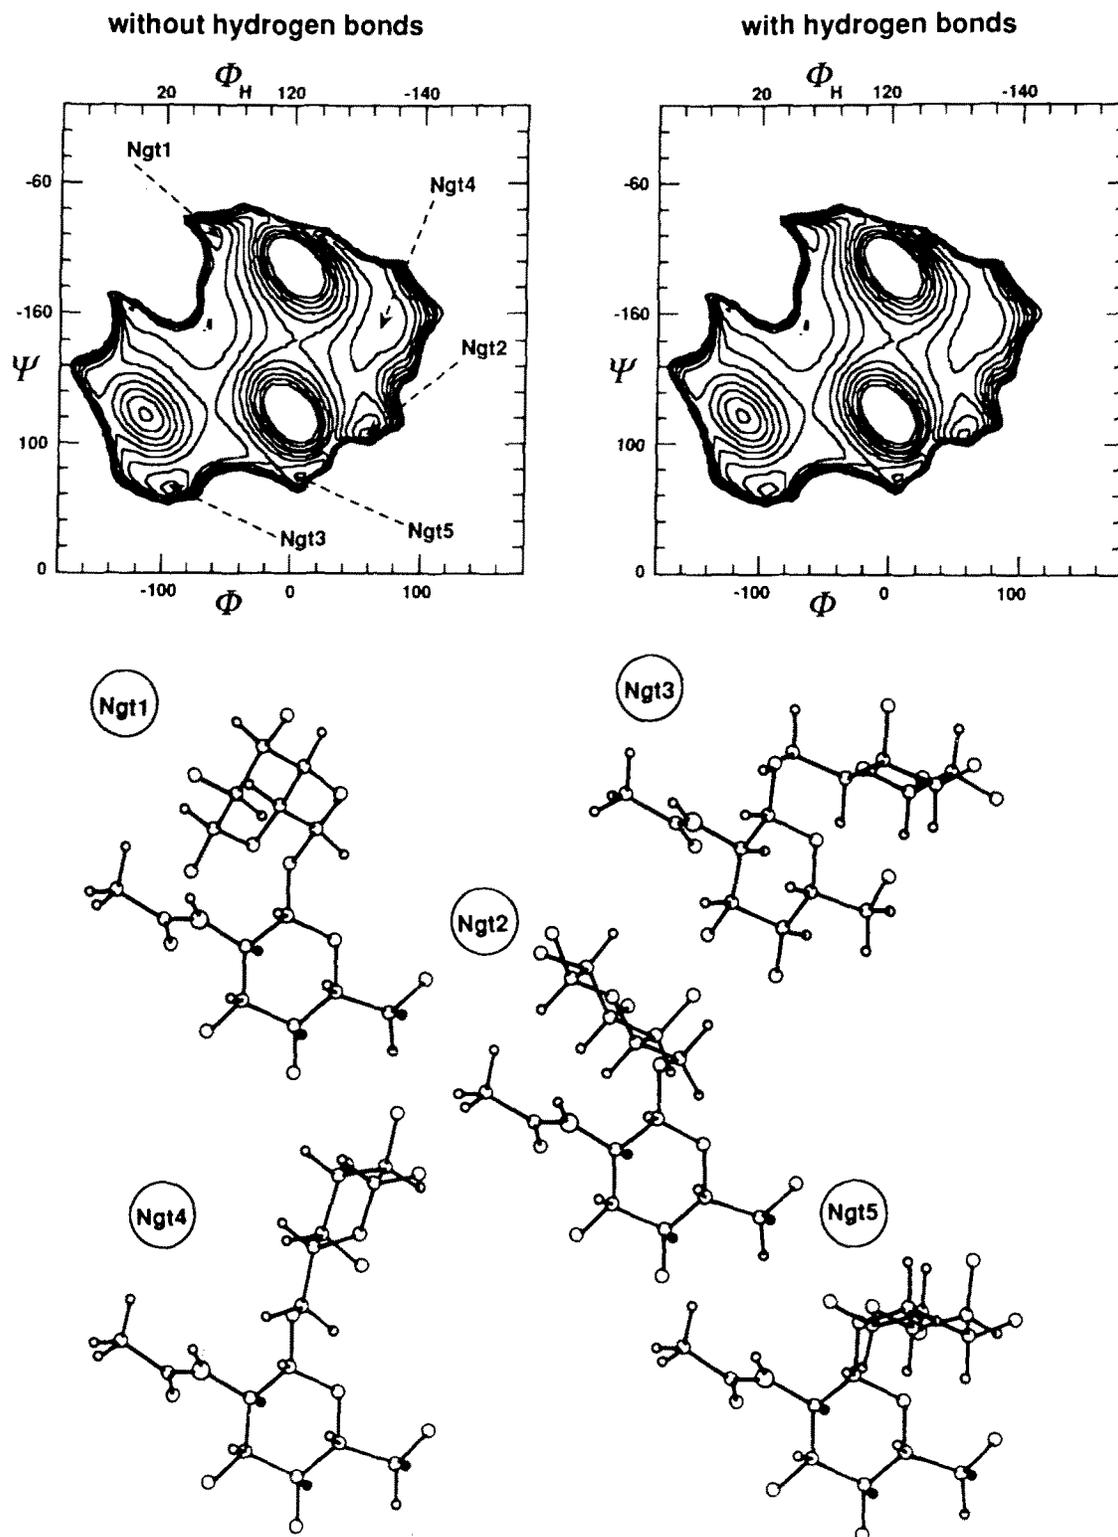 without hydrogen bonds
with hydrogen bonds
Φ H
Φ H
20 120 -140
20 120 -140
Ngt1
Ngt4
-60
-60
-160
-160
Ngt2
Ψ
Ψ
100
100
Ngt3
Ngt5
0
0
-100 0 100
-100 0 100
Φ
Φ
Ngt1
Ngt3
Ngt2
Ngt4
Ngt5